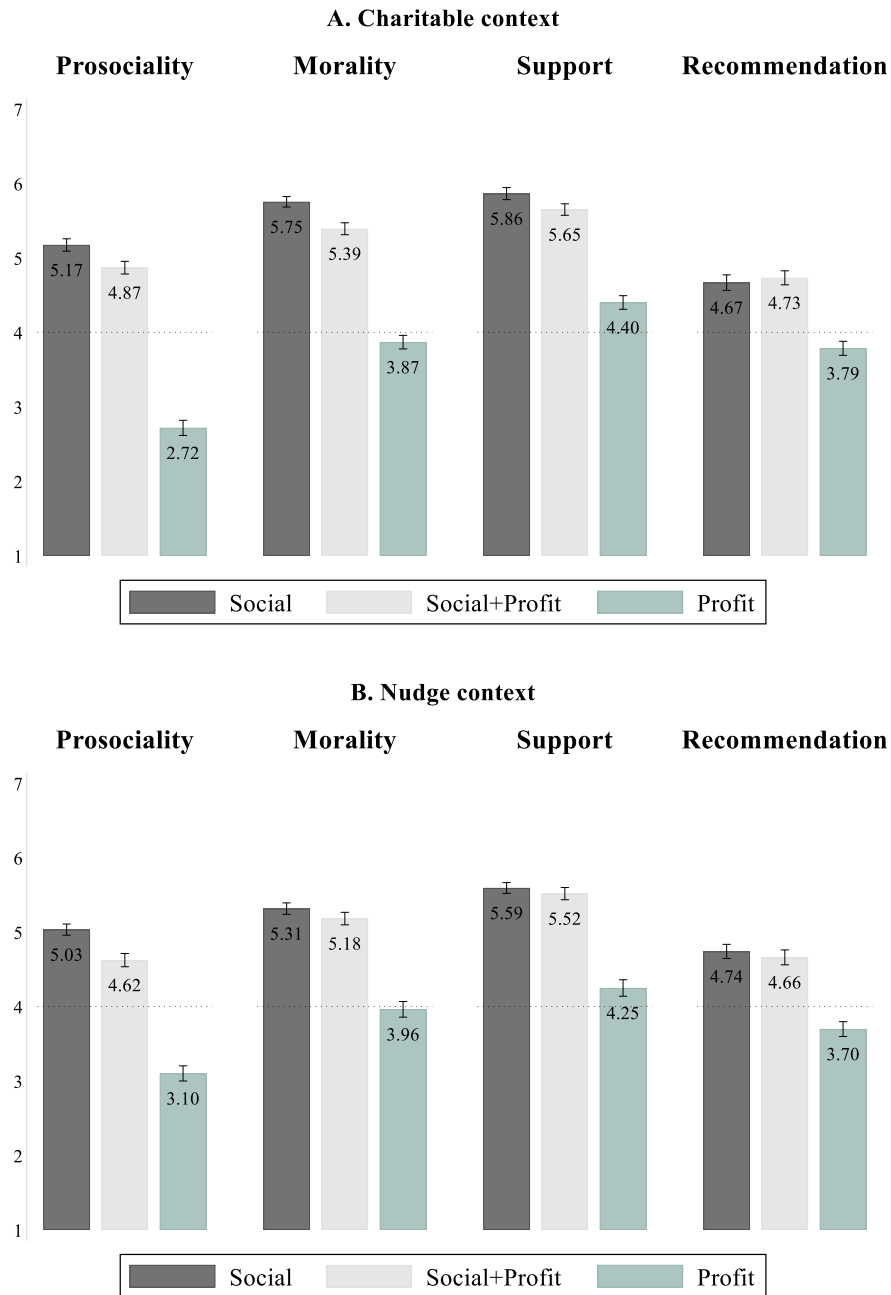 A. Charitable context
Prosociality Morality Support Recommendation
7
6
5
4
3
2
1
5.17 4.87 2.72
5.75 5.39 3.87
5.86 5.65 4.40
4.67 4.73 3.79
Social Social+Profit Profit
B. Nudge context
Prosociality Morality Support Recommendation
7
6
5
4
3
2
1
5.03 4.62 3.10
5.31 5.18 3.96
5.59 5.52 4.25
4.74 4.66 3.70
Social Social+Profit Profit